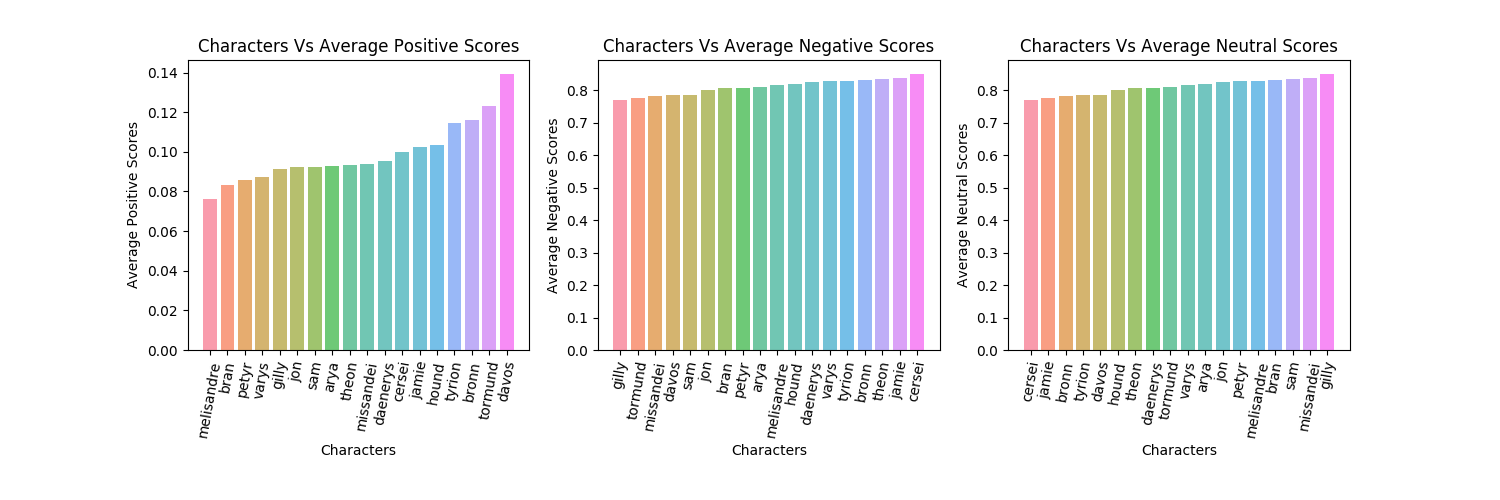 Characters Vs Average Positive Scores
Average Positive Scores
0.14
0.12
0.10
0.08
0.06
0.04
0.02
0.00
melisandre
bran
petyr
varys
gilly
jon
sam
arya
theon
missandei
daenerys
cersei
jamie
hound
tyrion
bronn
tormund
davos
Characters
Characters Vs Average Negative Scores
Average Negative Scores
0.8
0.7
0.6
0.5
0.4
0.3
0.2
0.1
0.0
gilly
tormund
missandei
davos
sam
jon
bran
petyr
arya
melisandre
hound
daenerys
varys
tyrion
bronn
theon
jamie
cersei
Characters
Characters Vs Average Neutral Scores
Average Neutral Scores
0.8
0.7
0.6
0.5
0.4
0.3
0.2
0.1
0.0
cersei
jamie
bronn
tyrion
davos
hound
theon
daenerys
tormund
varys
arya
jon
petyr
melisandre
bran
sam
missandei
gilly
Characters